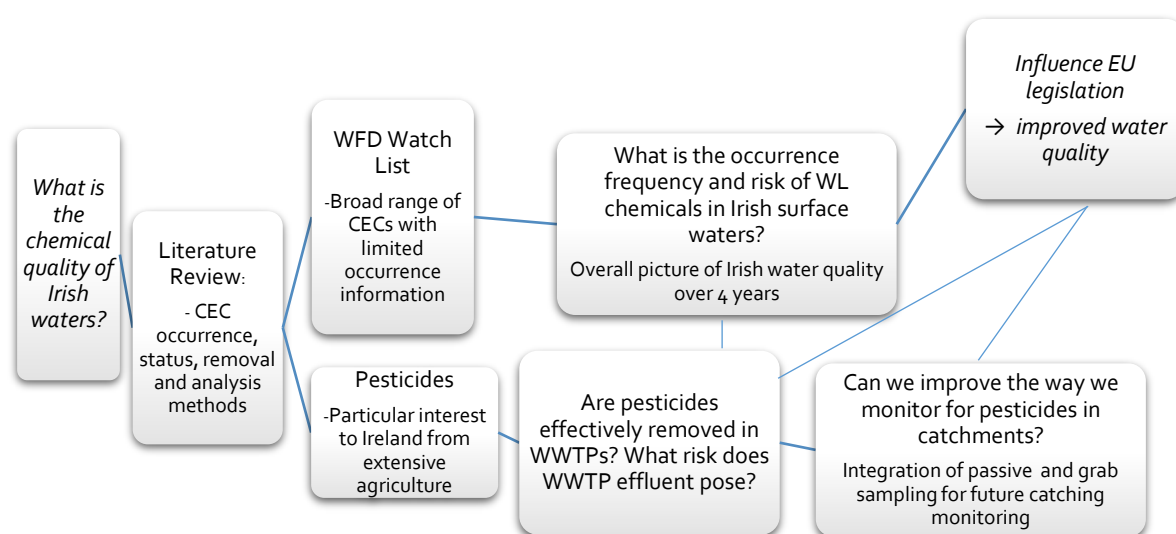 What is
the
chemical
quality of
Irish
waters?
Literature
Review:
- CEC
occurrence,
status, removal
and analysis
methods
WFD Watch
List
-Broad range of
CECs with
limited
occurrence
information
Pesticides
-Particular interest
to Ireland from
extensive
agriculture
What is the occurrence
frequency and risk of WL
chemicals in Irish surface
waters?
Overall picture of Irish water quality
over 4 years
Are pesticides
effectively removed in
WWTPs? What risk does
WWTP effluent pose?
Can we improve the way we
monitor for pesticides in
catchments?
Integration of passive and grab
sampling for future catching
monitoring
Influence EU
legislation
→ improved water
quality